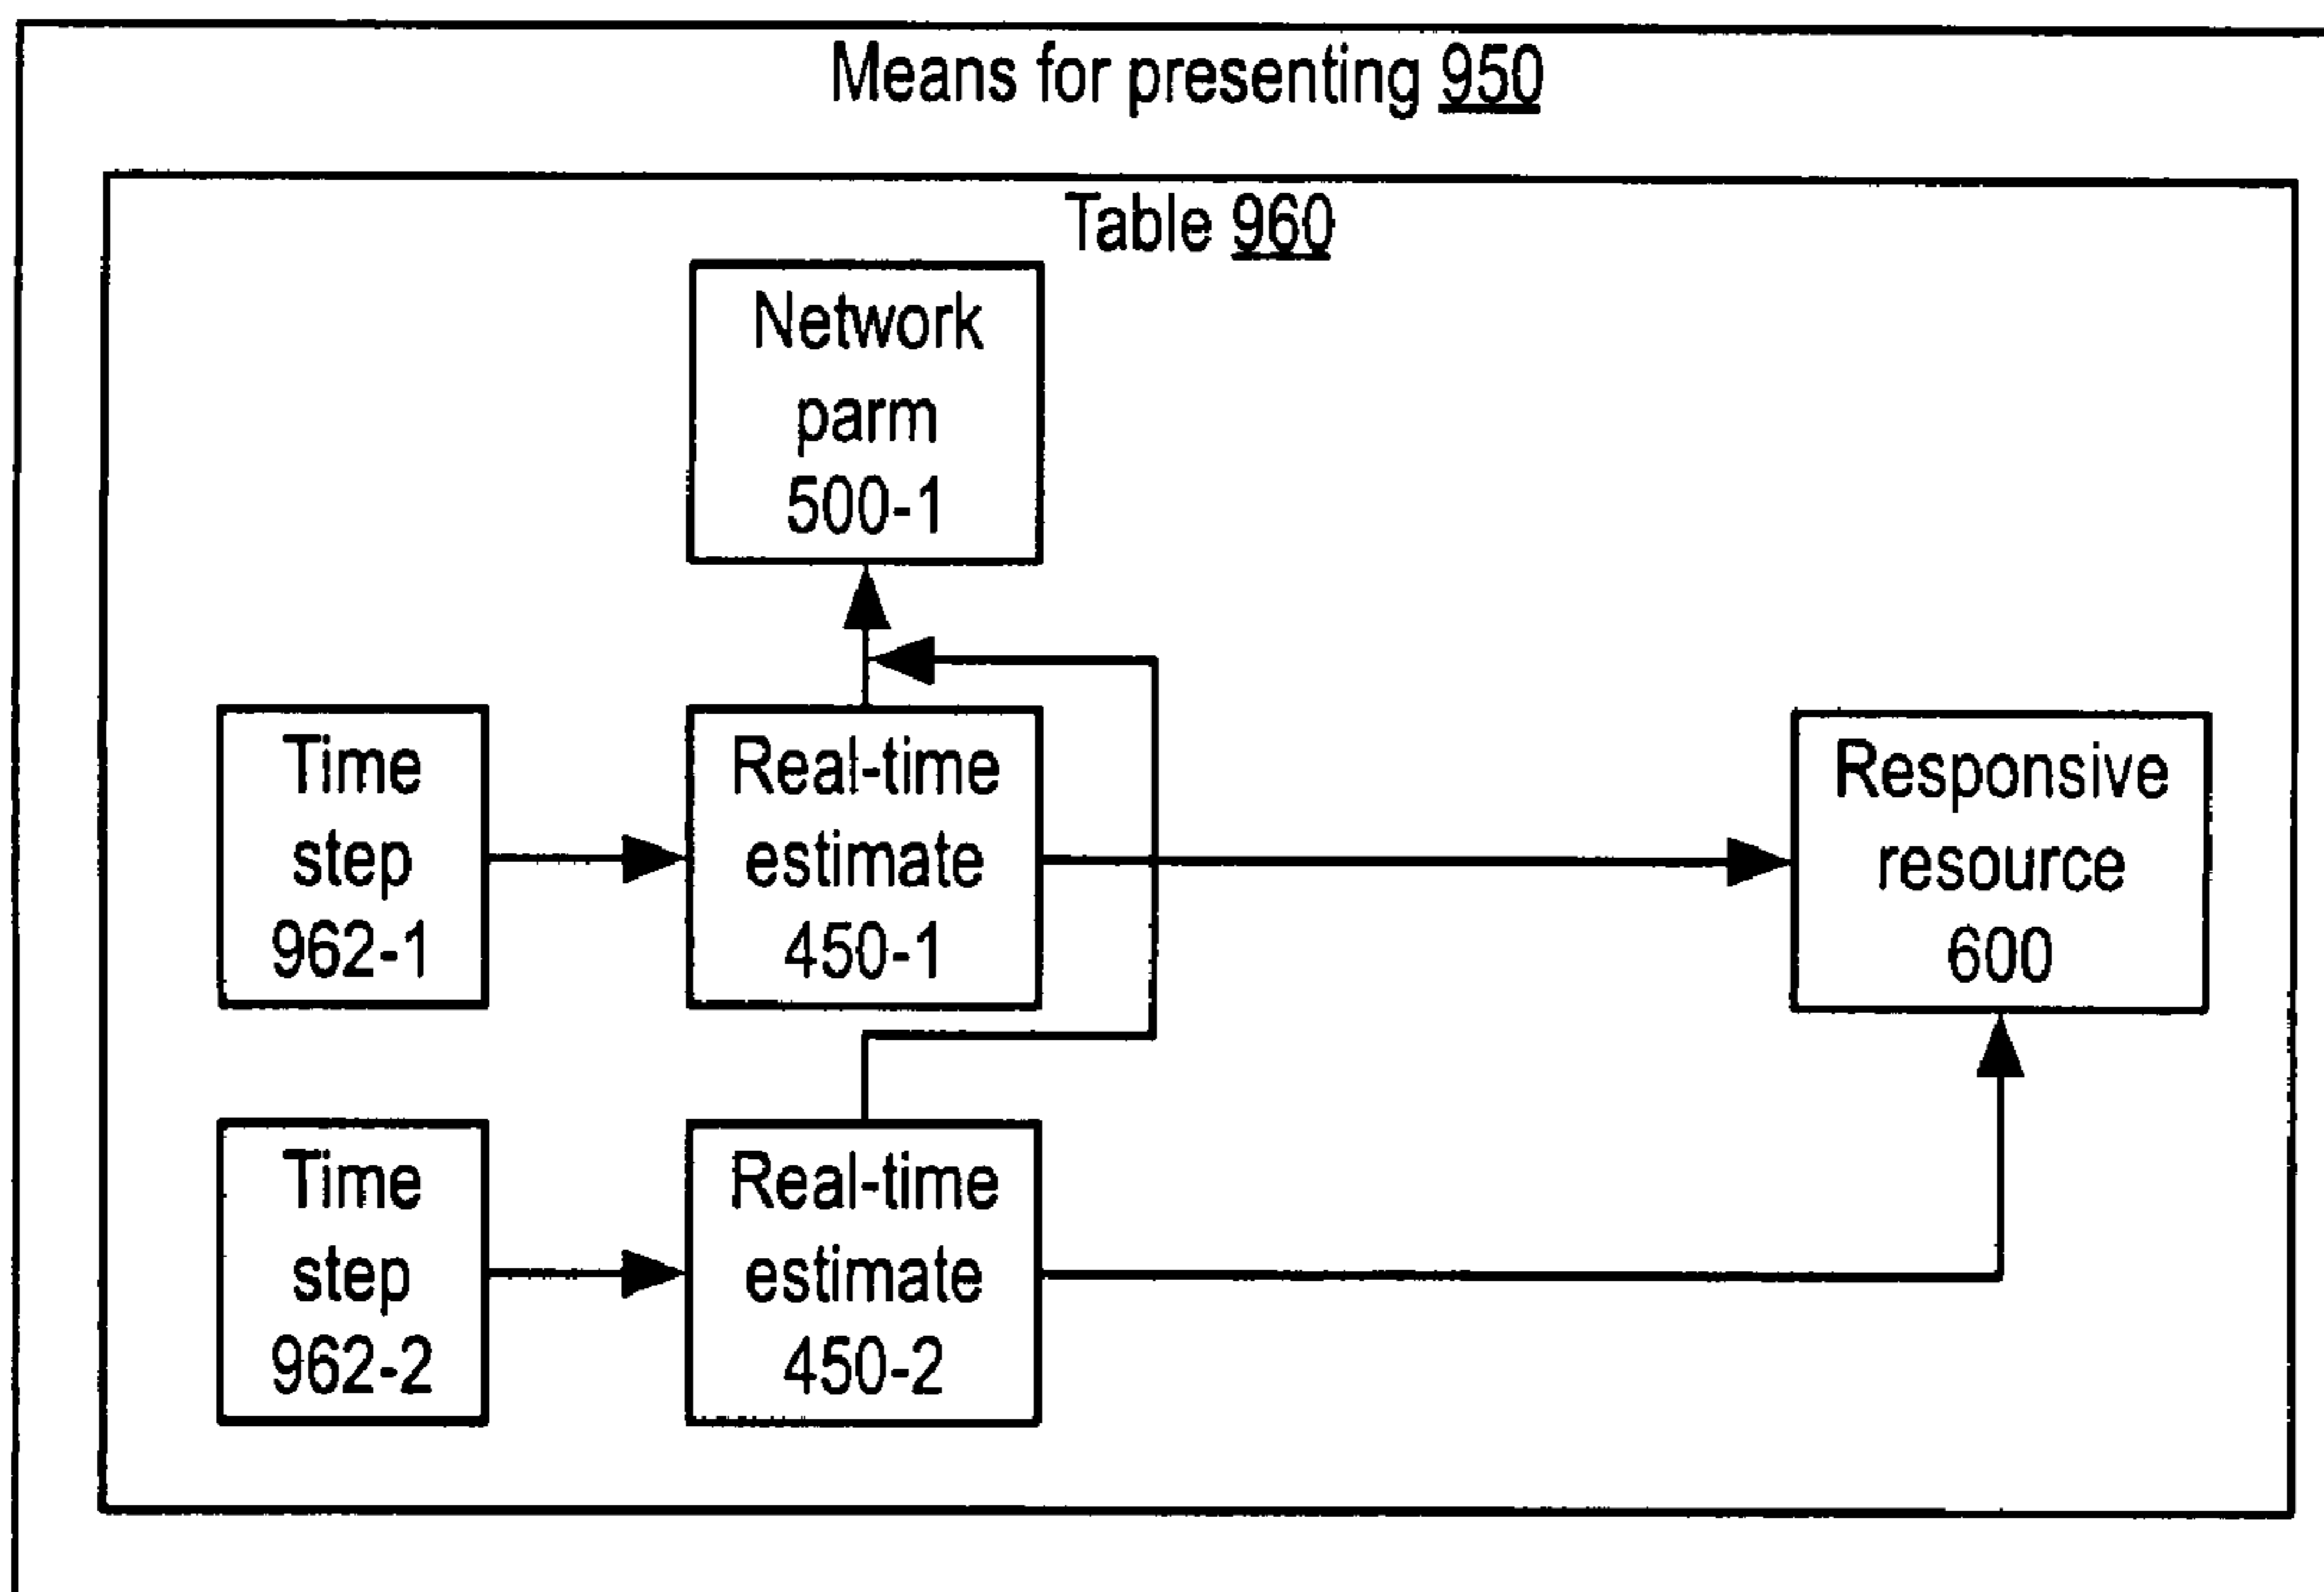 Means for presenting 950
Table 960
Network
parm
500-1
Time
step
962-1
Real-time
estimate
450-1
Responsive
resource
600
Time
step
962-2
Real-time
estimate
450-2